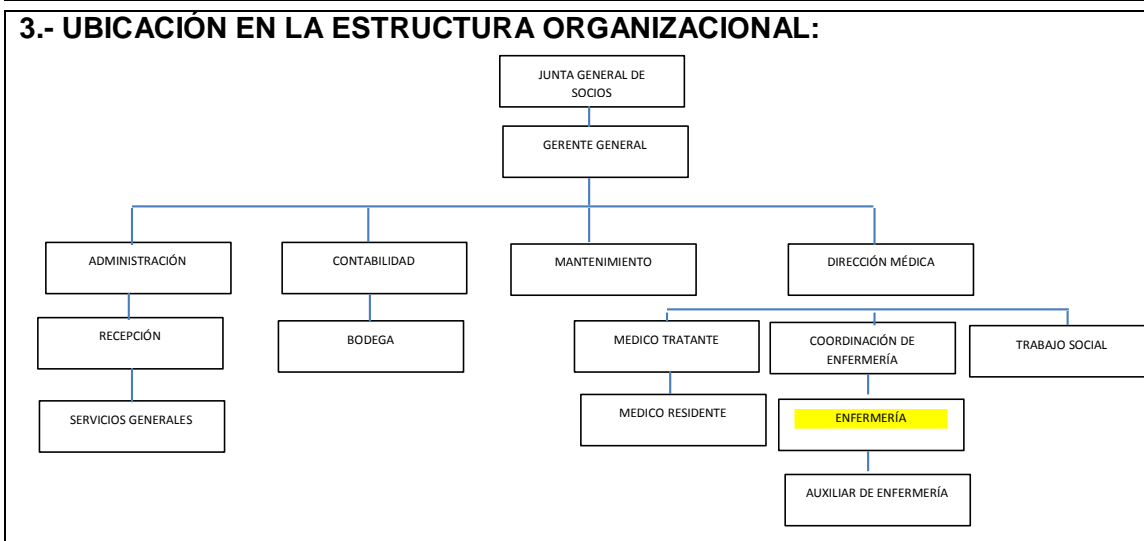 3.- UBICACIÓN EN LA ESTRUCTURA ORGANIZACIONAL:
JUNTA GENERAL DE
SOCIOS
GERENTE GENERAL
ADMINISTRACIÓN
CONTABILIDAD
MANTENIMIENTO
DIRECCIÓN MÉDICA
RECEPCIÓN
BODEGA
MEDICO TRATANTE
COORDINACIÓN DE
ENFERMERÍA
TRABAJO SOCIAL
SERVICIOS GENERALES
MEDICO RESIDENTE
ENFERMERÍA
AUXILIAR DE ENFERMERÍA